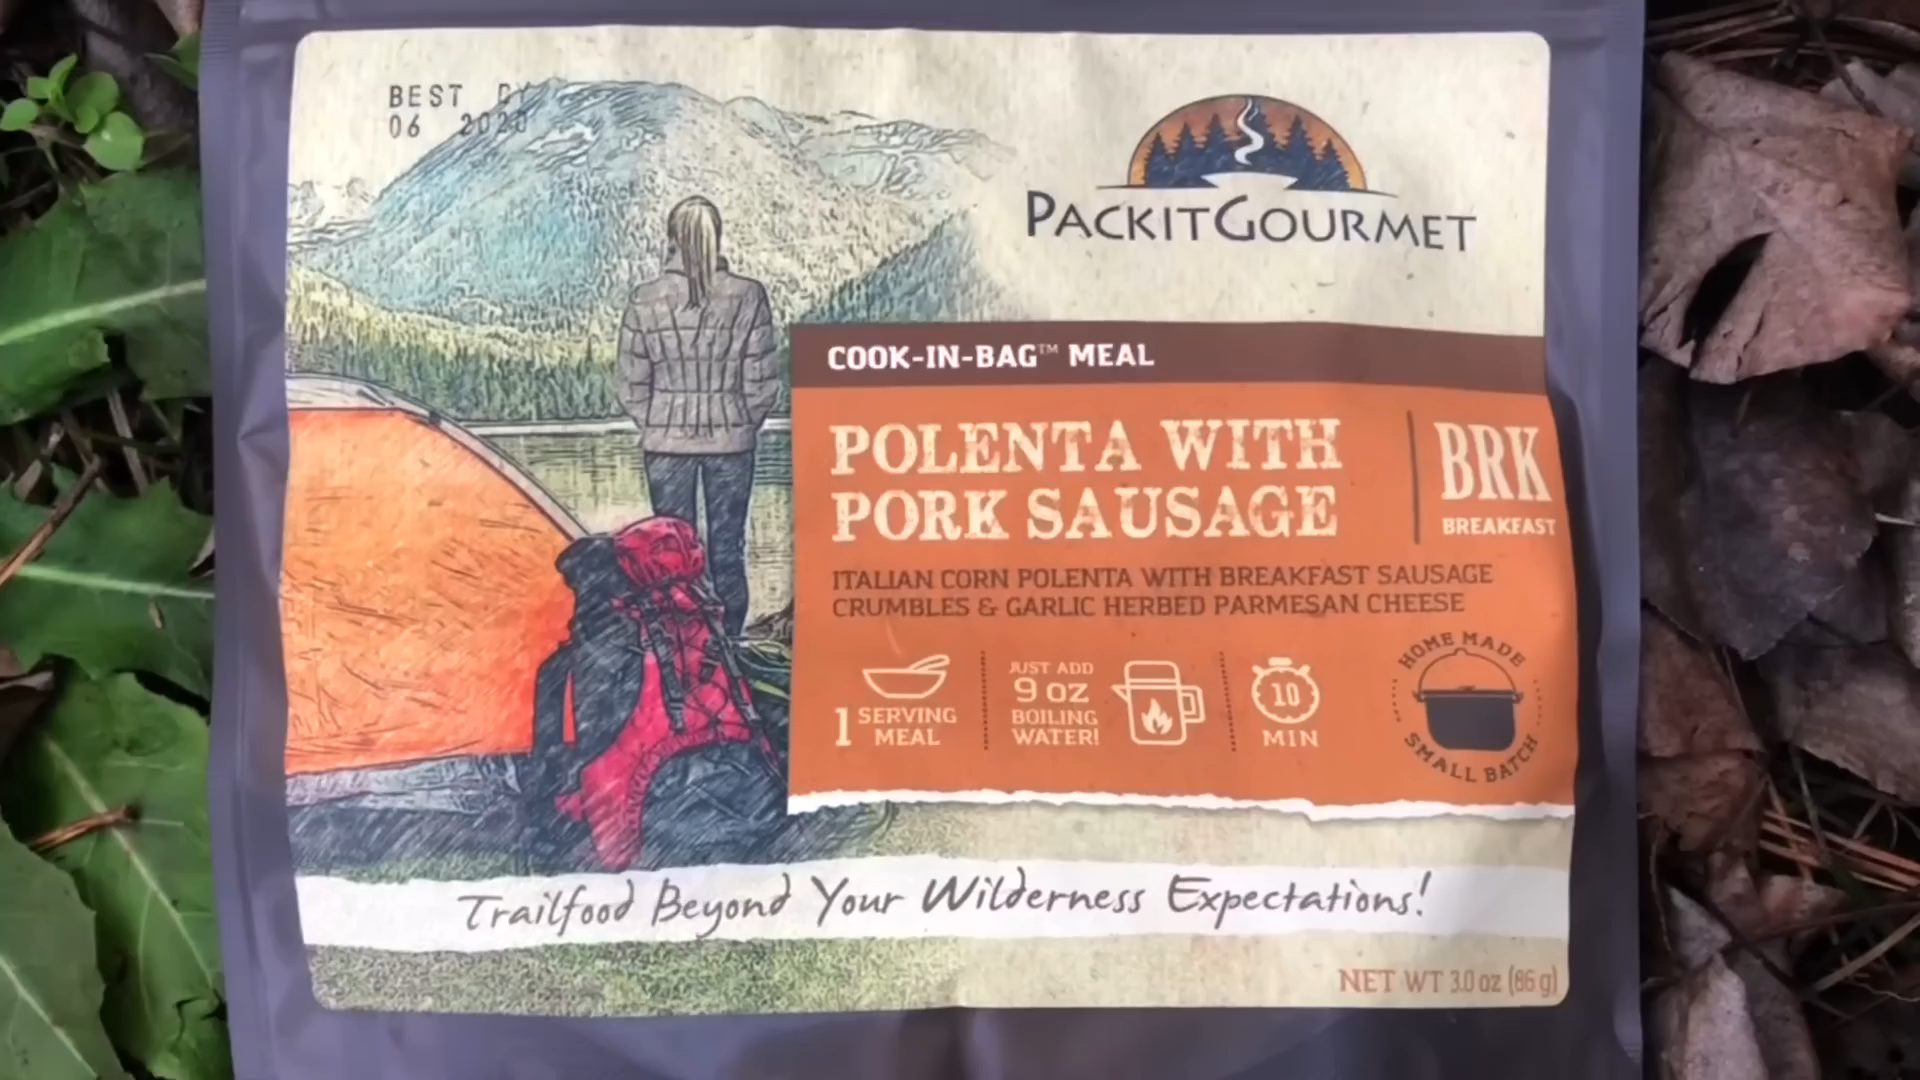 BEST BY
06 2020
PACKITGOURMET
COOK-IN-BAG™ MEAL
POLENTA WITH
PORK SAUSAGE
BRK
BREAKFAST
ITALIAN CORN POLENTA WITH BREAKFAST SAUSAGE
CRUMBLES & GARLIC HERBED PARMESAN CHEESE
1 SERVING
MEAL
JUST ADD
9 OZ
BOILING
WATER!
10
MIN
HOME MADE
SMALL BATCH
Trailfood Beyond Your Wilderness Expectations!
NET WT 3.0 oz (86 g)